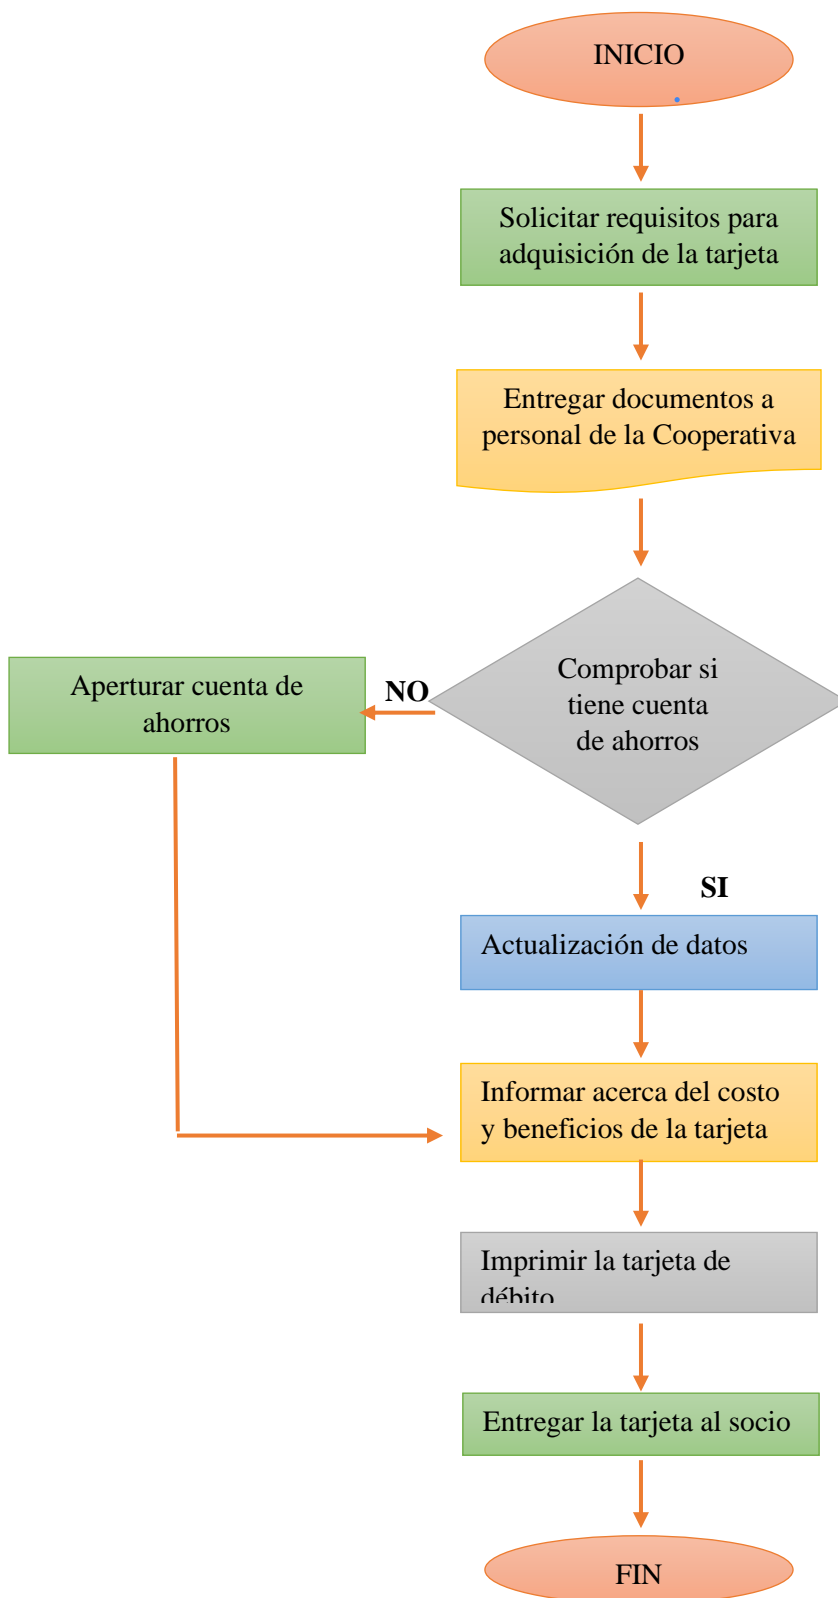 INICIO
Solicitar requisitos para
adquisición de la tarjeta
Entregar documentos a
personal de la Cooperativa
Comprobar si
tiene cuenta
de ahorros
NO
Aperturar cuenta de
ahorros
SI
Actualización de datos
Informar acerca del costo
y beneficios de la tarjeta
Imprimir la tarjeta de
débito
Entregar la tarjeta al socio
FIN